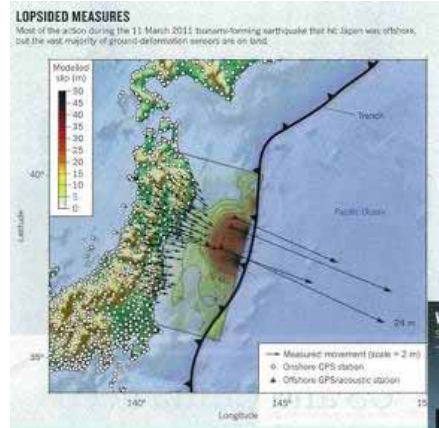 LOPSIDED MEASURES
Most of the action during the 11 March 2011 tsunami-forming earthquake that hit Japan was offshore,
but the vast majority of ground-deformation sensors are on land.
Modelled
slip (m)
50
45
40
35
30
25
20
15
10
5
0
Trench
40°
Latitude
Pacific Ocean
24 m
35°
Measured movement (scale = 2 m)
Onshore GPS station
Offshore GPS/acoustic station
140°
145°
15
Longitude